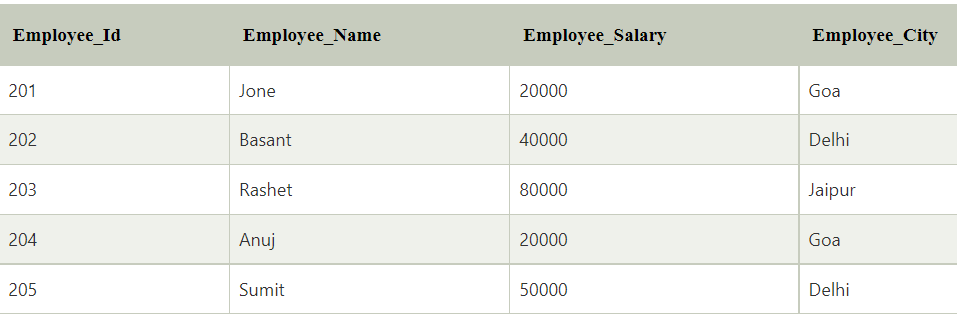 Employee_Id Employee_Name Employee_Salary Employee_City
201 Jone 20000 Goa
202 Basant 40000 Delhi
203 Rashet 80000 Jaipur
204 Anuj 20000 Goa
205 Sumit 50000 Delhi